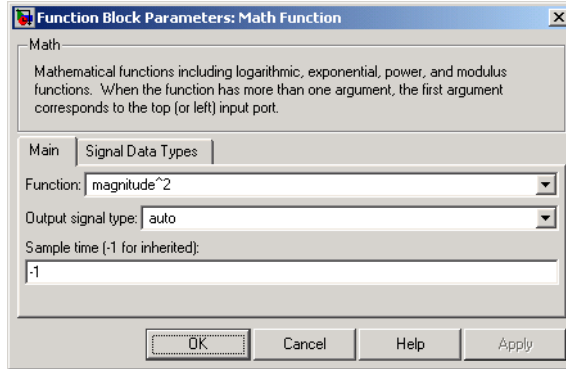 Function Block Parameters: Math Function
Math
Mathematical functions including logarithmic, exponential, power, and modulus
functions. When the function has more than one argument, the first argument
corresponds to the top (or left) input port.
Main Signal Data Types
Function: magnitude^2
Output signal type: auto
Sample time (-1 for inherited):
-1
OK Cancel Help Apply